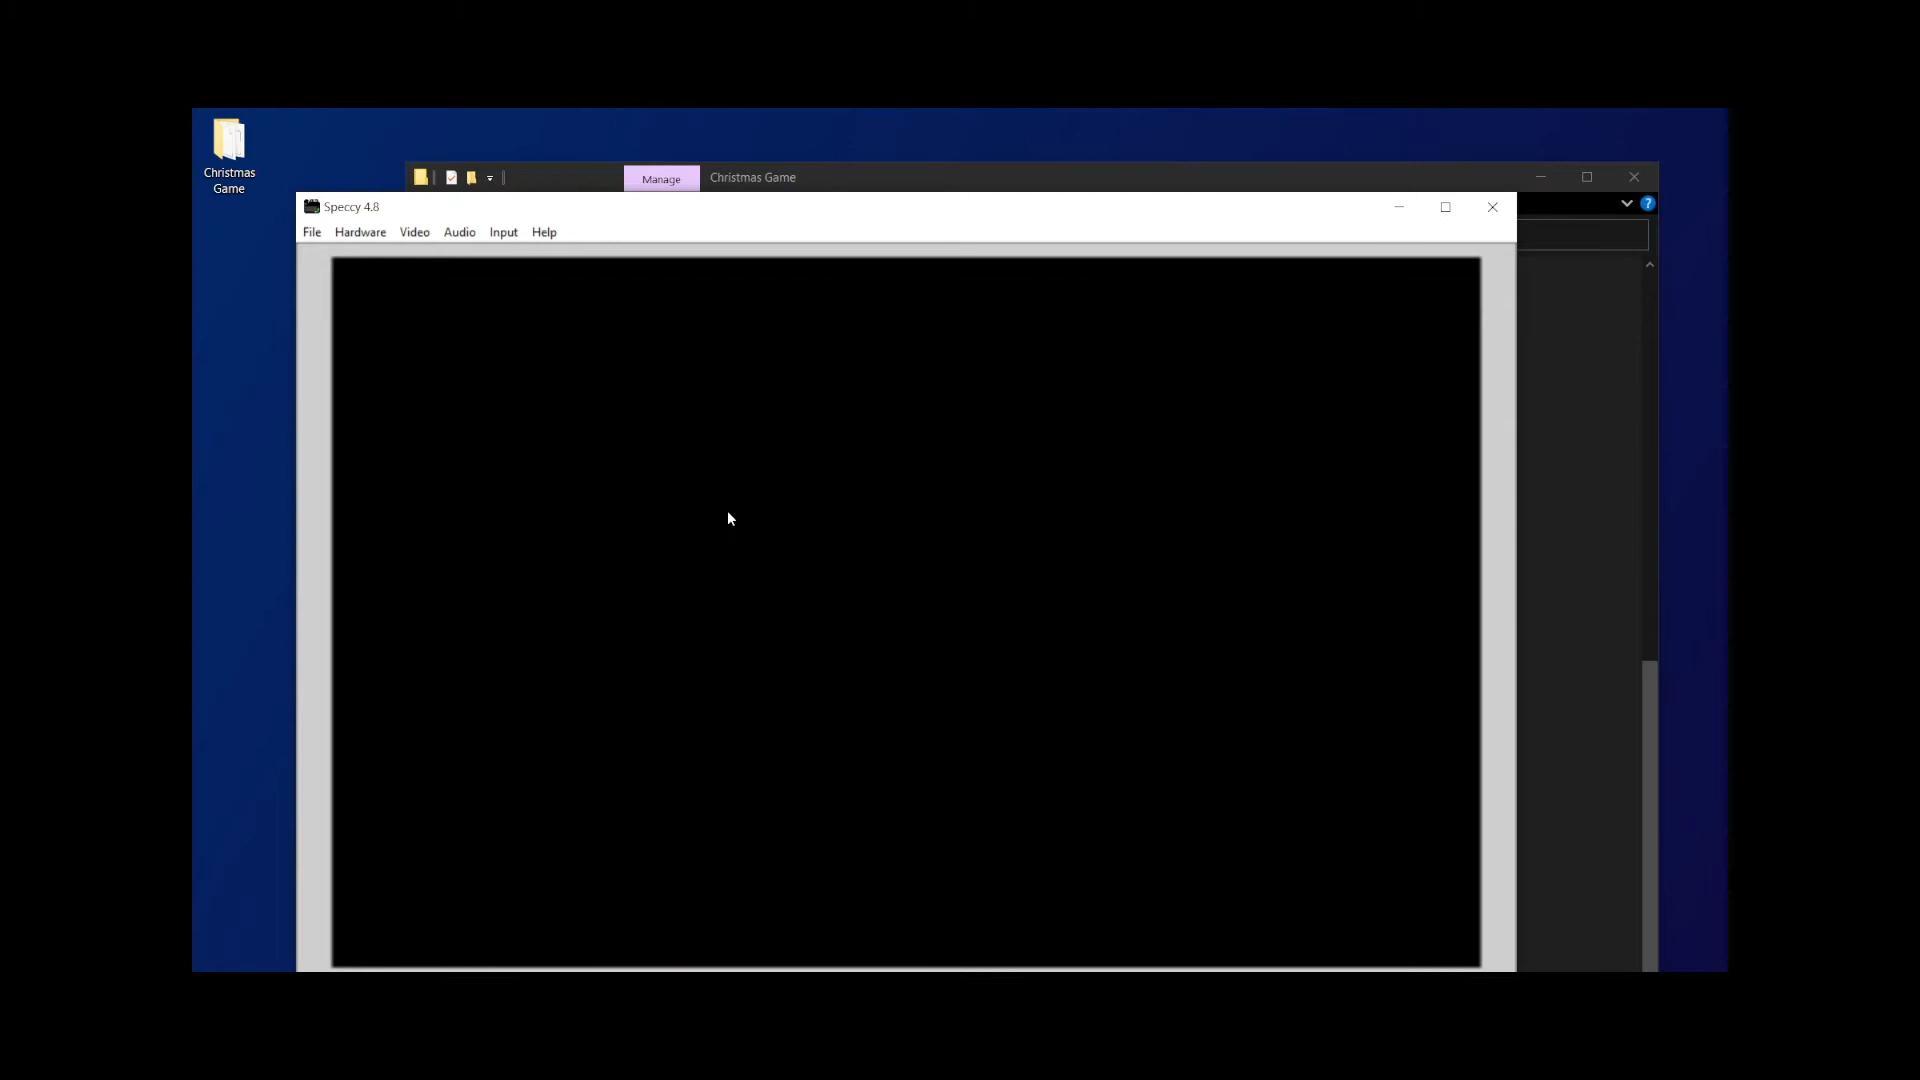 Christmas
Game
Manage
Christmas Game
Speccy 4.8
File Hardware Video Audio Input Help
?